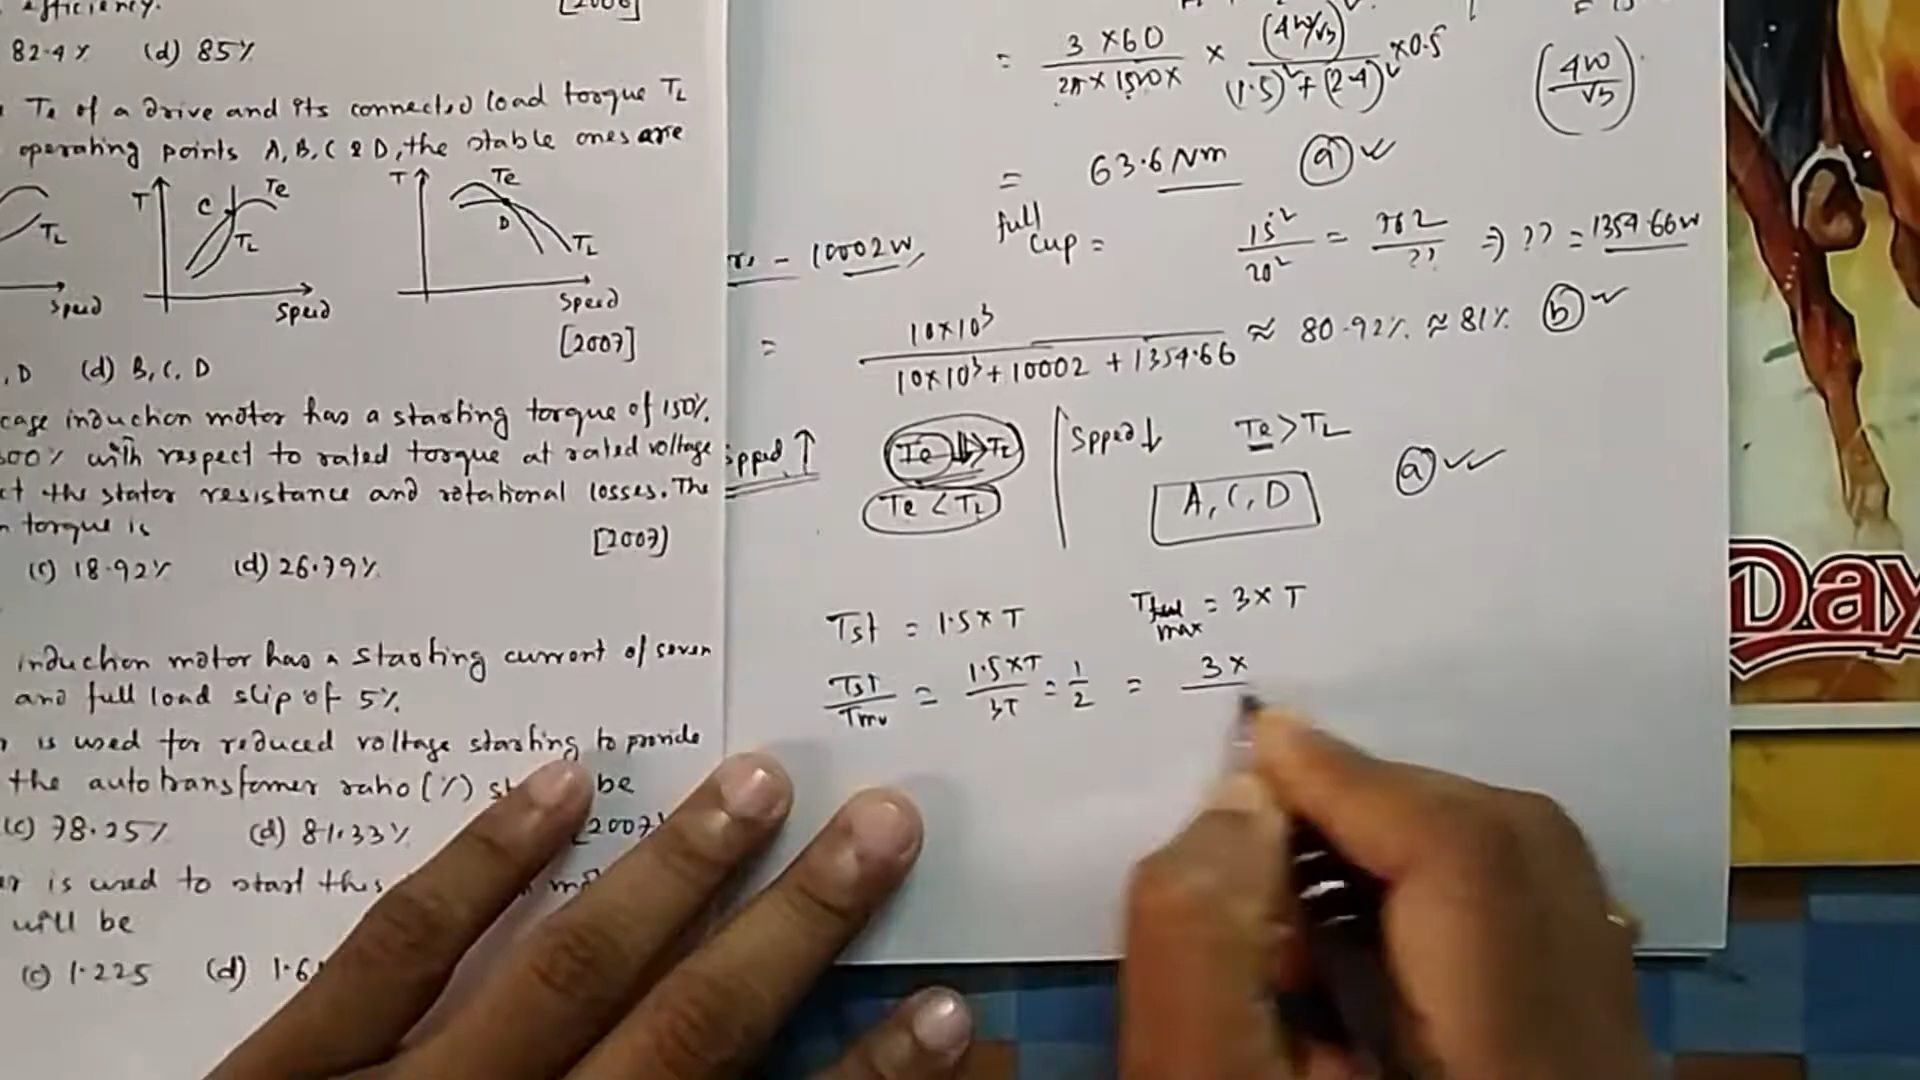 efficiency. [2006]
82.4% (d) 85%
Te of a drive and its connected load torque TL
operating points A, B, C & D, the stable ones are
TL
Speed
T
C
Te
TL
Speed
T
Te
D
TL
Speed
[2007]
, D (d) B, C, D
cage induction motor has a starting torque of 150%
300% with respect to rated torque at rated voltage
ct the stator resistance and rotational losses. The
torque is
[2007]
(c) 18.92% (d) 26.79%
induction motor has a starting current of seven
and full load slip of 5%
r is used for reduced voltage starting to provide
the autotransformer ratio (%) be
(c) 78.25% (d) 81.33% [2007]
er is used to start this
will be
(c) 1.225 (d) 1.6
= 3×60 / 2π×1500× × (400/√3)² / (1.5)²+(2.4)² ×0.5
(400/√3)
= 63.6 Nm (a) ✓
- 10002W,
full
cup = 15²/20² = 762/?? ⇒ ?? = 1354.66W
= 10×10³ / 10×10³+10002+1354.66 ≈ 80.92% ≈ 81% (b) ✓
Spped ↑
Te > TL
Te < TL
Spped ↓ Te > TL
A, C, D (a) ✓✓
Tst = 1.5×T
Tmax = 3×T
Tst/Tm = 1.5×T/3T = 1/2 = 3×
Day